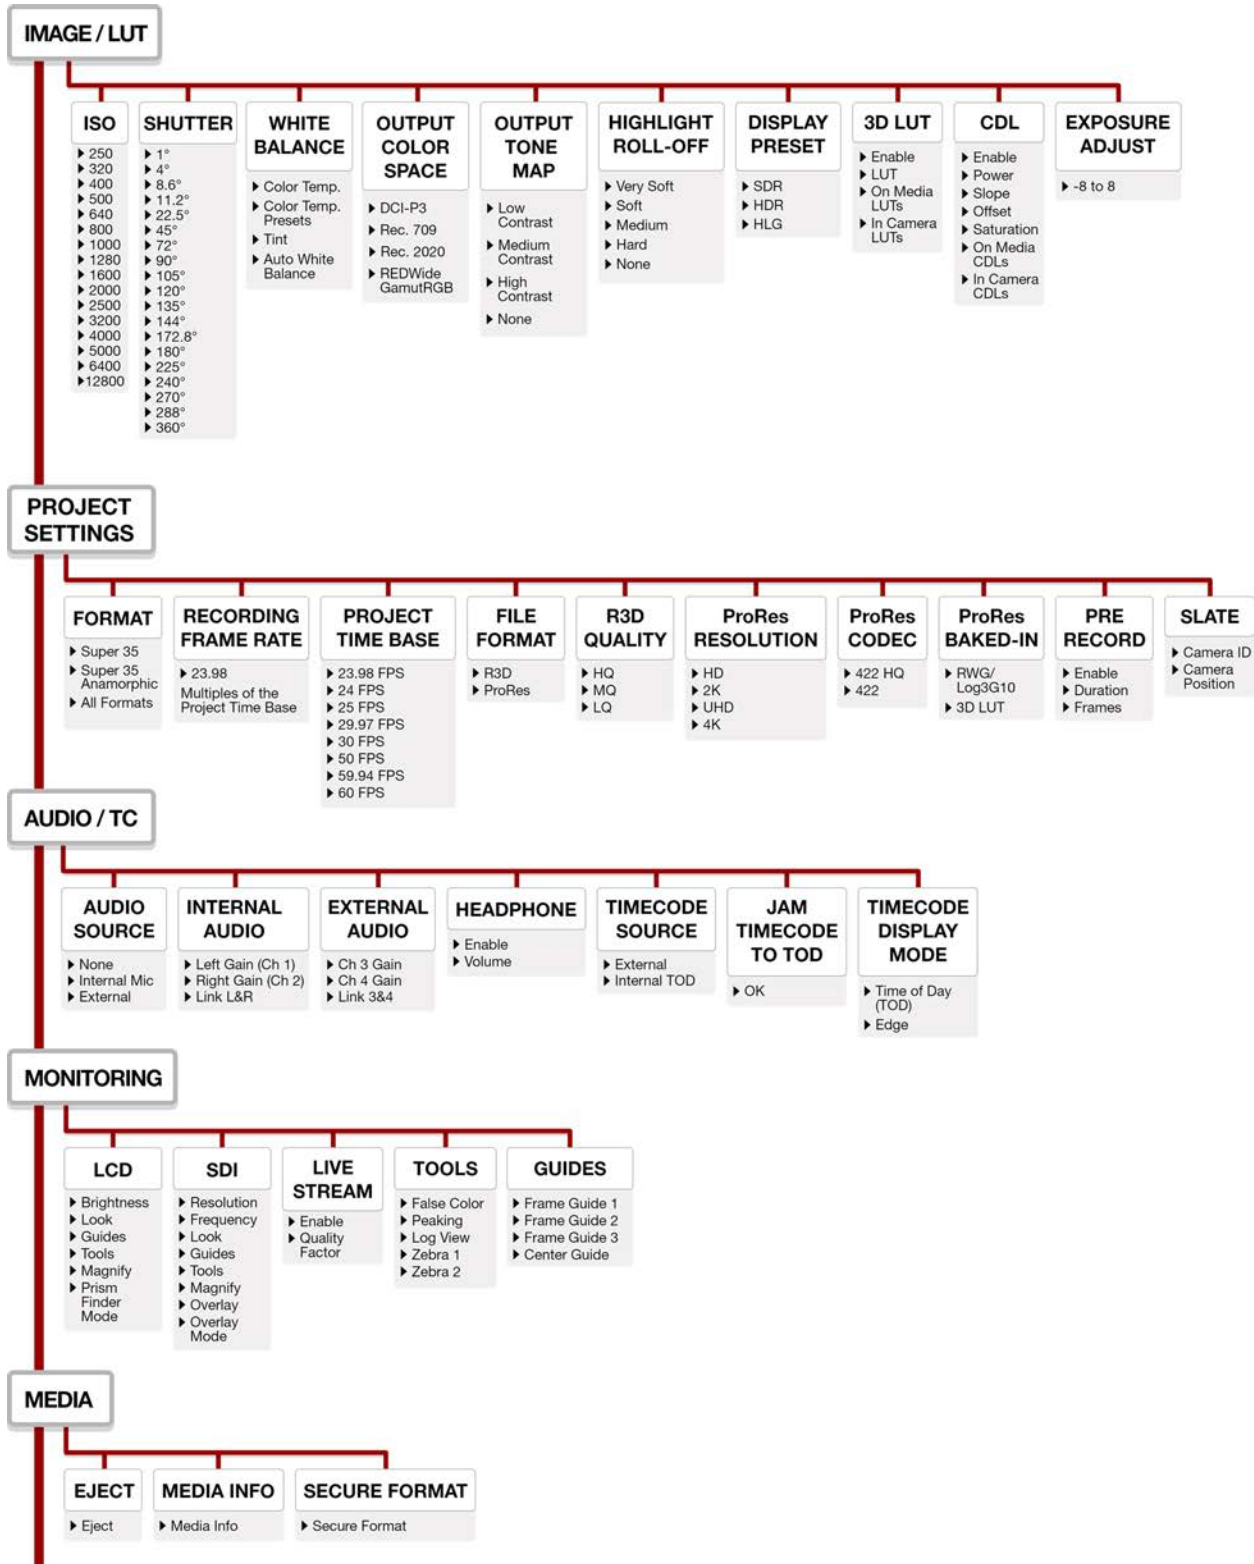 IMAGE / LUT
ISO
▶ 250
▶ 320
▶ 400
▶ 500
▶ 640
▶ 800
▶ 1000
▶ 1280
▶ 1600
▶ 2000
▶ 2500
▶ 3200
▶ 4000
▶ 5000
▶ 6400
▶ 12800
SHUTTER
▶ 1°
▶ 4°
▶ 8.6°
▶ 11.2°
▶ 22.5°
▶ 45°
▶ 72°
▶ 90°
▶ 105°
▶ 120°
▶ 135°
▶ 144°
▶ 172.8°
▶ 180°
▶ 225°
▶ 240°
▶ 270°
▶ 288°
▶ 360°
WHITE
BALANCE
▶ Color Temp.
▶ Color Temp.
Presets
▶ Tint
▶ Auto White
Balance
OUTPUT
COLOR
SPACE
▶ DCI-P3
▶ Rec. 709
▶ Rec. 2020
▶ REDWide
GamutRGB
OUTPUT
TONE
MAP
▶ Low
Contrast
▶ Medium
Contrast
▶ High
Contrast
▶ None
HIGHLIGHT
ROLL-OFF
▶ Very Soft
▶ Soft
▶ Medium
▶ Hard
▶ None
DISPLAY
PRESET
▶ SDR
▶ HDR
▶ HLG
3D LUT
▶ Enable
▶ LUT
▶ On Media
LUTs
▶ In Camera
LUTs
CDL
▶ Enable
▶ Power
▶ Slope
▶ Offset
▶ Saturation
▶ On Media
CDLs
▶ In Camera
CDLs
EXPOSURE
ADJUST
▶ -8 to 8
PROJECT
SETTINGS
FORMAT
▶ Super 35
▶ Super 35
Anamorphic
▶ All Formats
RECORDING
FRAME RATE
▶ 23.98
Multiples of the
Project Time Base
PROJECT
TIME BASE
▶ 23.98 FPS
▶ 24 FPS
▶ 25 FPS
▶ 29.97 FPS
▶ 30 FPS
▶ 50 FPS
▶ 59.94 FPS
▶ 60 FPS
FILE
FORMAT
▶ R3D
▶ ProRes
R3D
QUALITY
▶ HQ
▶ MQ
▶ LQ
ProRes
RESOLUTION
▶ HD
▶ 2K
▶ UHD
▶ 4K
ProRes
CODEC
▶ 422 HQ
▶ 422
ProRes
BAKED-IN
▶ RWG/
Log3G10
▶ 3D LUT
PRE
RECORD
▶ Enable
▶ Duration
▶ Frames
SLATE
▶ Camera ID
▶ Camera
Position
AUDIO / TC
AUDIO
SOURCE
▶ None
▶ Internal Mic
▶ External
INTERNAL
AUDIO
▶ Left Gain (Ch 1)
▶ Right Gain (Ch 2)
▶ Link L&R
EXTERNAL
AUDIO
▶ Ch 3 Gain
▶ Ch 4 Gain
▶ Link 3&4
HEADPHONE
▶ Enable
▶ Volume
TIMECODE
SOURCE
▶ External
▶ Internal TOD
JAM
TIMECODE
TO TOD
▶ OK
TIMECODE
DISPLAY
MODE
▶ Time of Day
(TOD)
▶ Edge
MONITORING
LCD
▶ Brightness
▶ Look
▶ Guides
▶ Tools
▶ Magnify
▶ Prism
Finder
Mode
SDI
▶ Resolution
▶ Frequency
▶ Look
▶ Guides
▶ Tools
▶ Magnify
▶ Overlay
▶ Overlay
Mode
LIVE
STREAM
▶ Enable
▶ Quality
Factor
TOOLS
▶ False Color
▶ Peaking
▶ Log View
▶ Zebra 1
▶ Zebra 2
GUIDES
▶ Frame Guide 1
▶ Frame Guide 2
▶ Frame Guide 3
▶ Center Guide
MEDIA
EJECT
▶ Eject
MEDIA INFO
▶ Media Info
SECURE FORMAT
▶ Secure Format